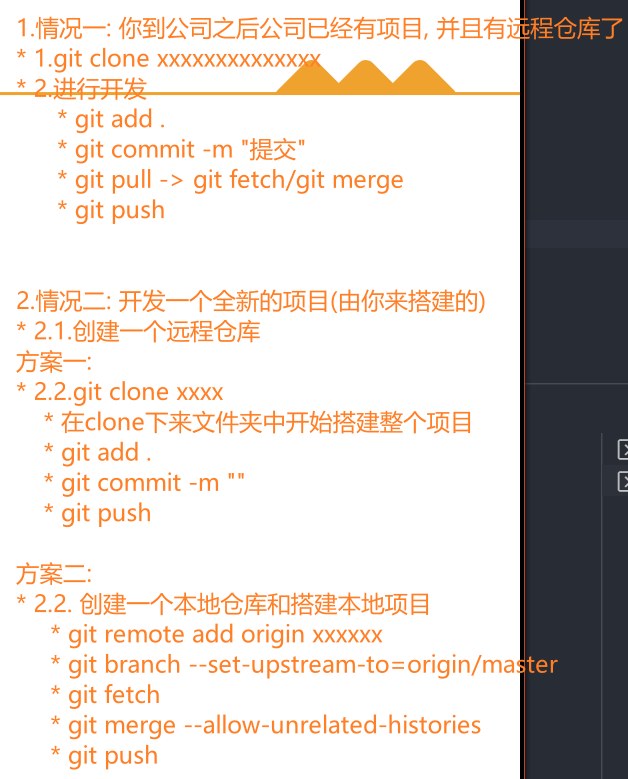 1.情况一: 你到公司之后公司已经有项目, 并且有远程仓库了
* 1.git clone xxxxxxxxxxxxxx
* 2.进行开发
* git add .
* git commit -m "提交"
* git pull -> git fetch/git merge
* git push
2.情况二: 开发一个全新的项目(由你来搭建的)
* 2.1.创建一个远程仓库
方案一:
* 2.2.git clone xxxx
* 在clone下来文件夹中开始搭建整个项目
* git add .
* git commit -m ""
* git push
方案二:
* 2.2. 创建一个本地仓库和搭建本地项目
* git remote add origin xxxxxx
* git branch --set-upstream-to=origin/master
* git fetch
* git merge --allow-unrelated-histories
* git push